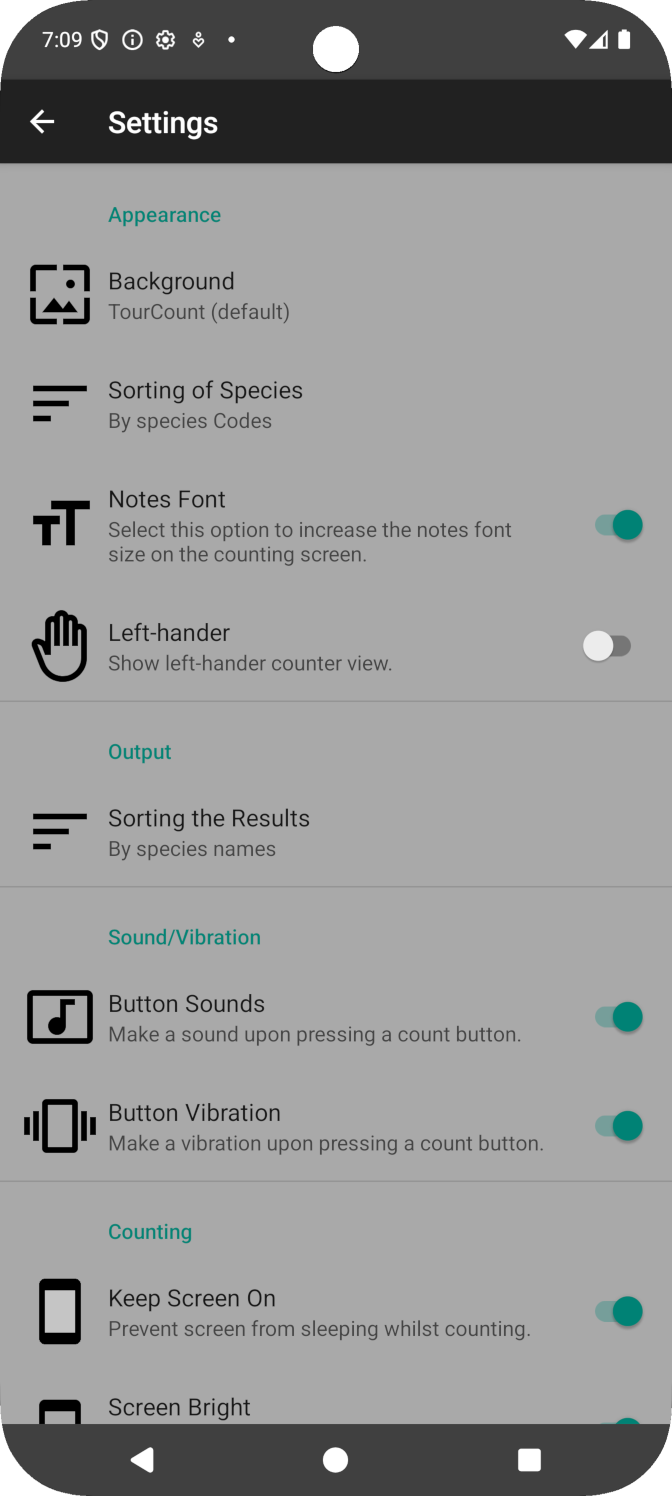 7:09
Settings
Appearance
Background
TourCount (default)
Sorting of Species
By species Codes
Notes Font
Select this option to increase the notes font
size on the counting screen.
Left-hander
Show left-hander counter view.
Output
Sorting the Results
By species names
Sound/Vibration
Button Sounds
Make a sound upon pressing a count button.
Button Vibration
Make a vibration upon pressing a count button.
Counting
Keep Screen On
Prevent screen from sleeping whilst counting.
Screen Bright